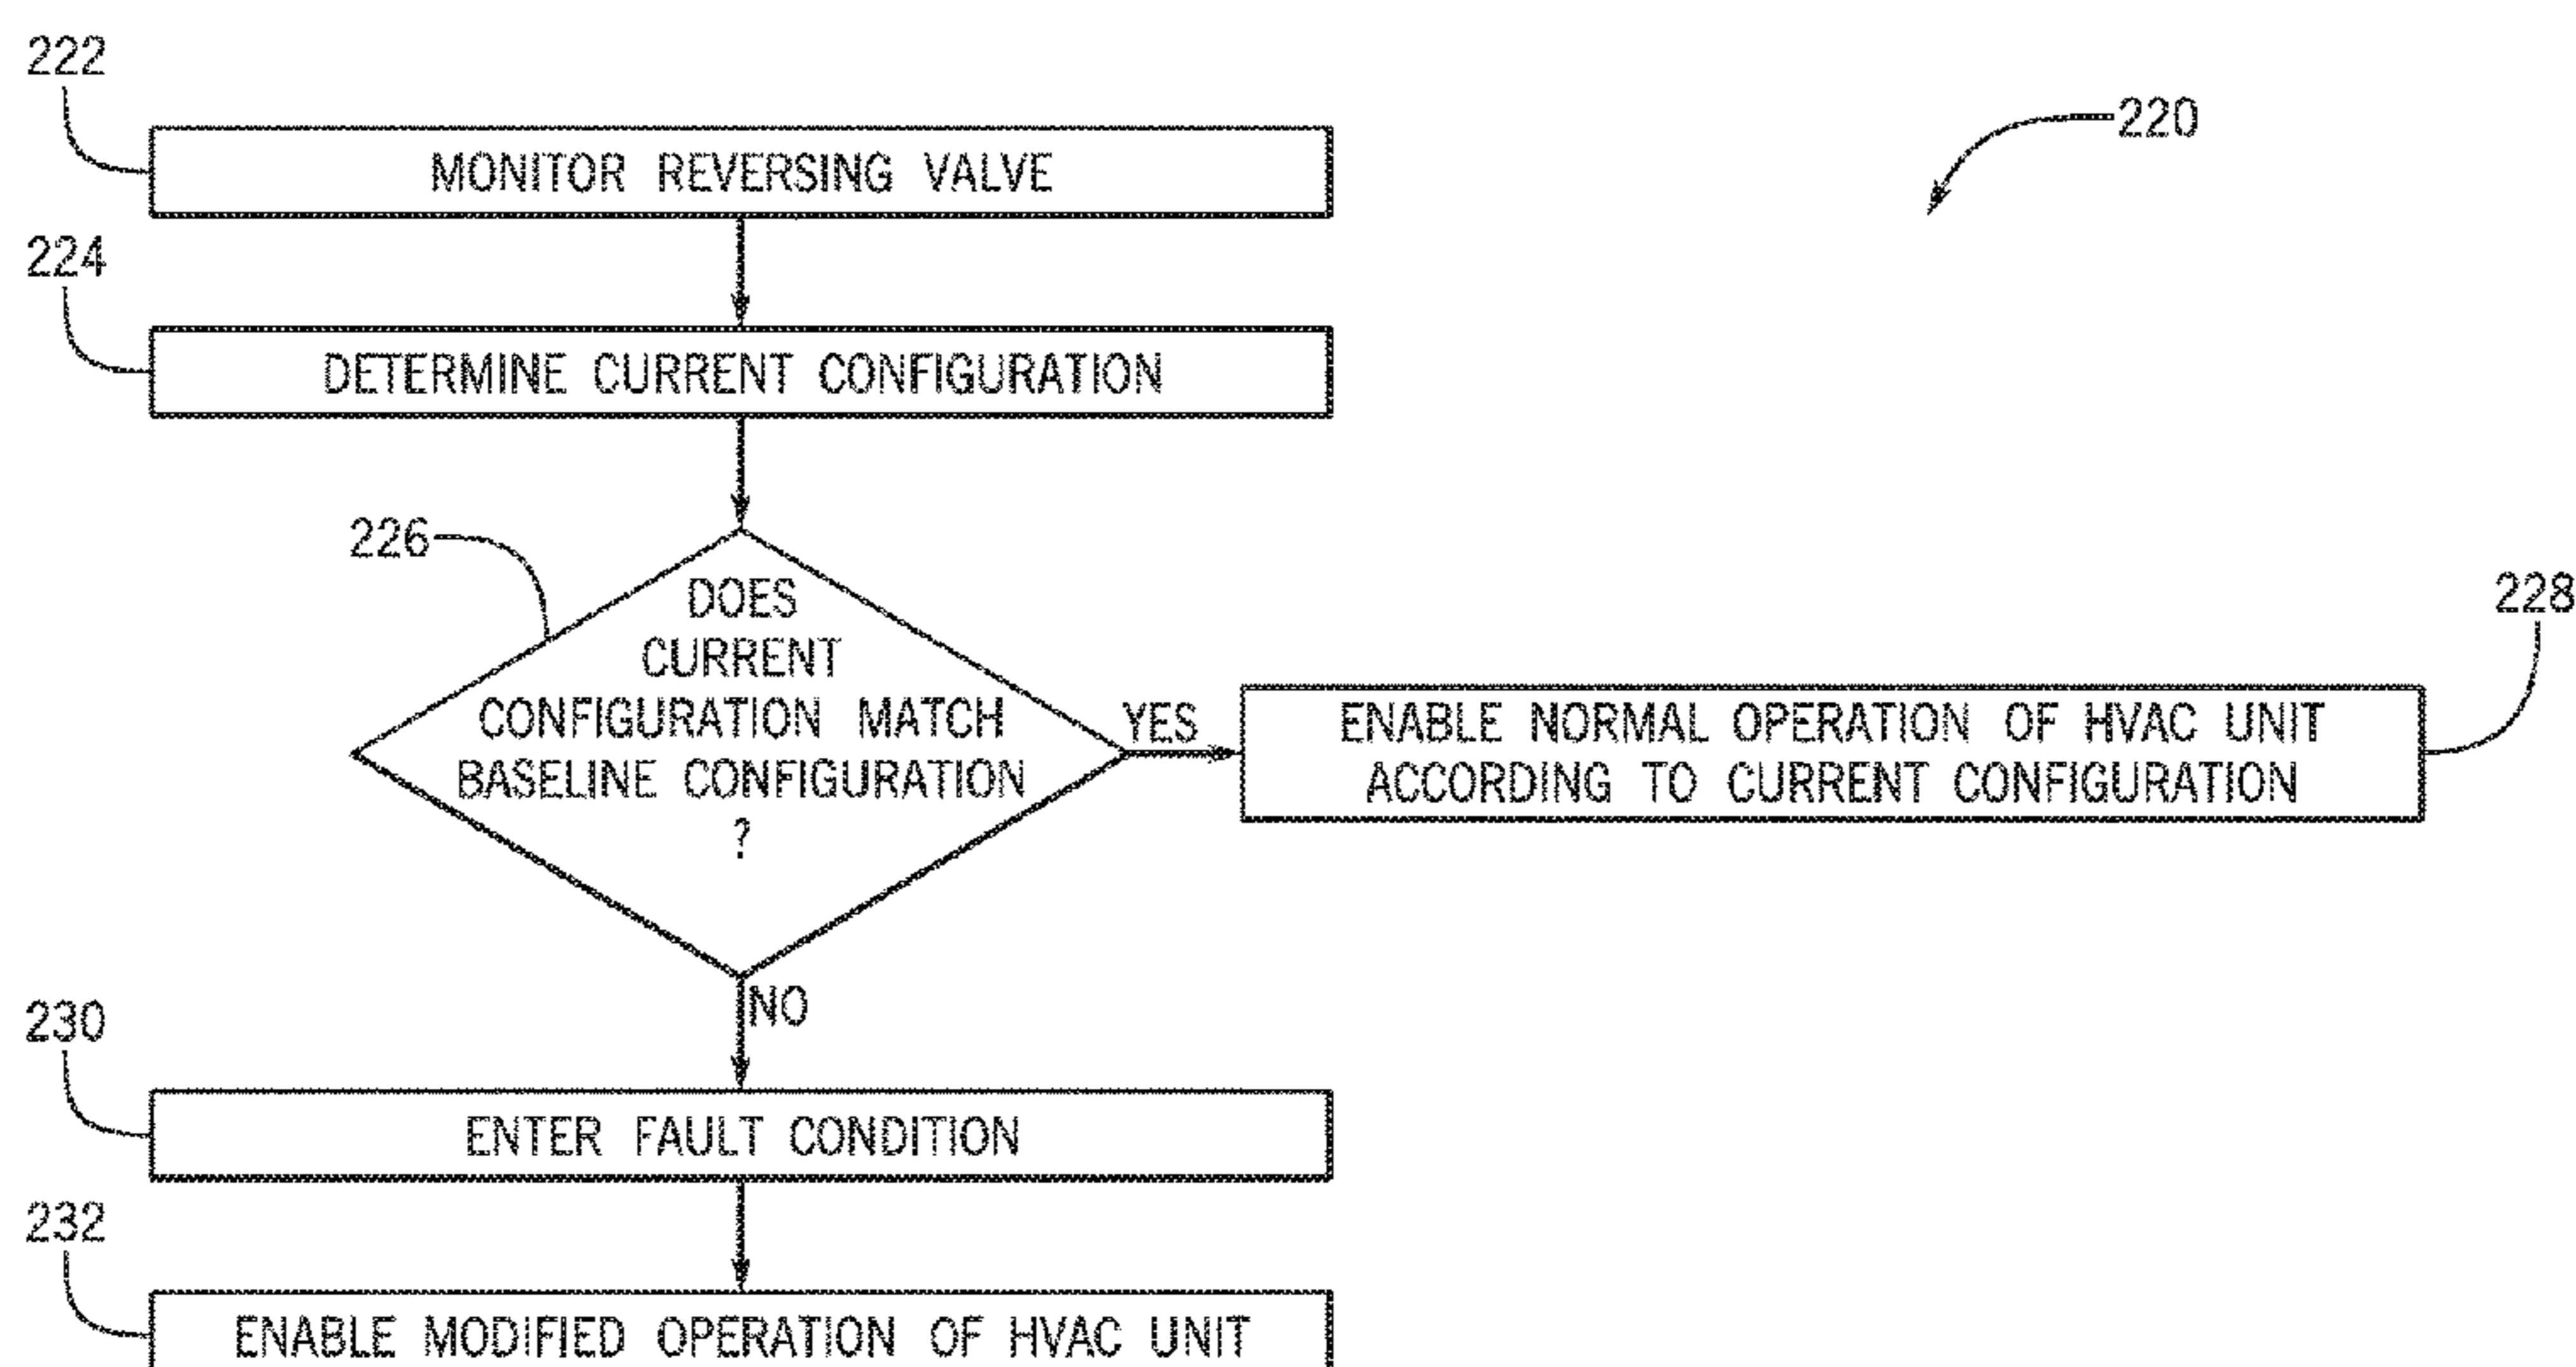 222
220
MONITOR REVERSING VALVE
224
DETERMINE CURRENT CONFIGURATION
226
DOES
CURRENT
CONFIGURATION MATCH
BASELINE CONFIGURATION
?
YES
228
ENABLE NORMAL OPERATION OF HVAC UNIT
ACCORDING TO CURRENT CONFIGURATION
NO
230
ENTER FAULT CONDITION
232
ENABLE MODIFIED OPERATION OF HVAC UNIT